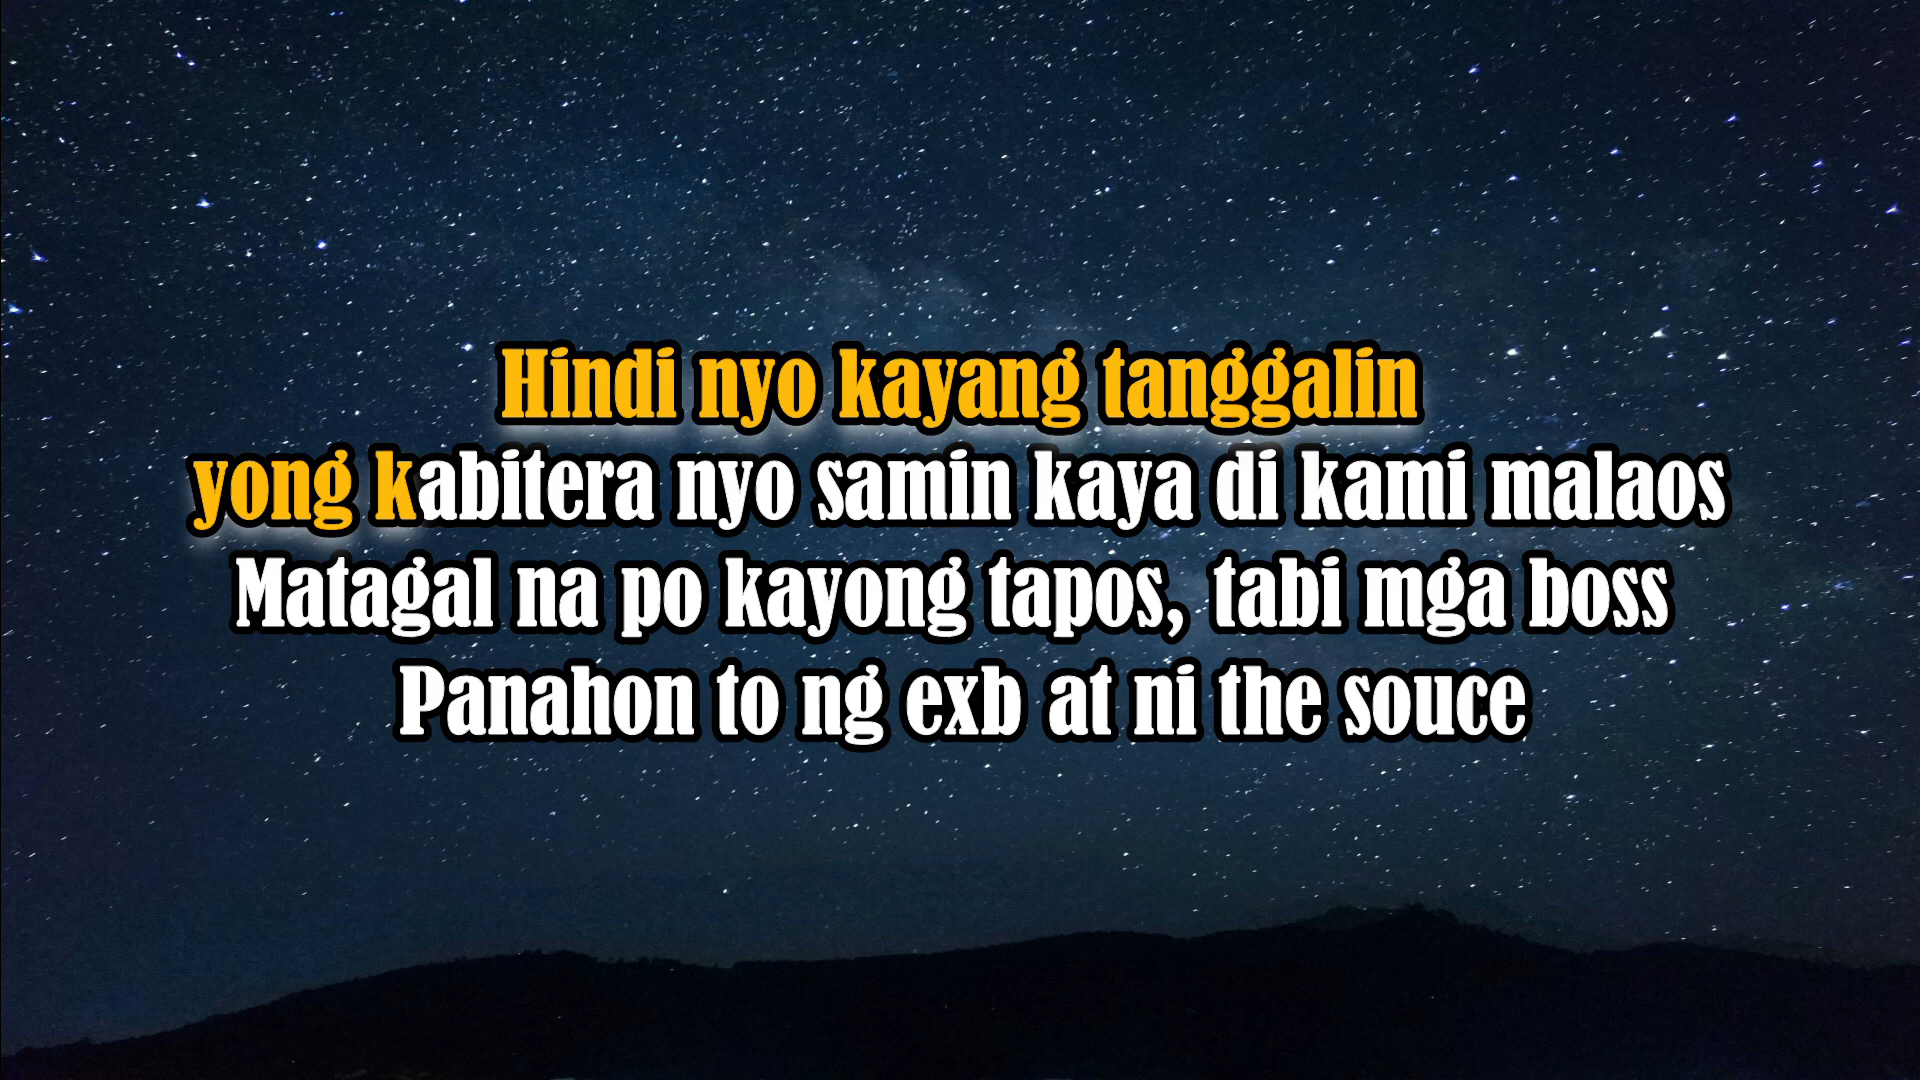 Hindi nyo kayang tanggalin
yong kabitera nyo samin kaya di kami malaos
Matagal na po kayong tapos, tabi mga boss
Panahon to ng exb at ni the souce